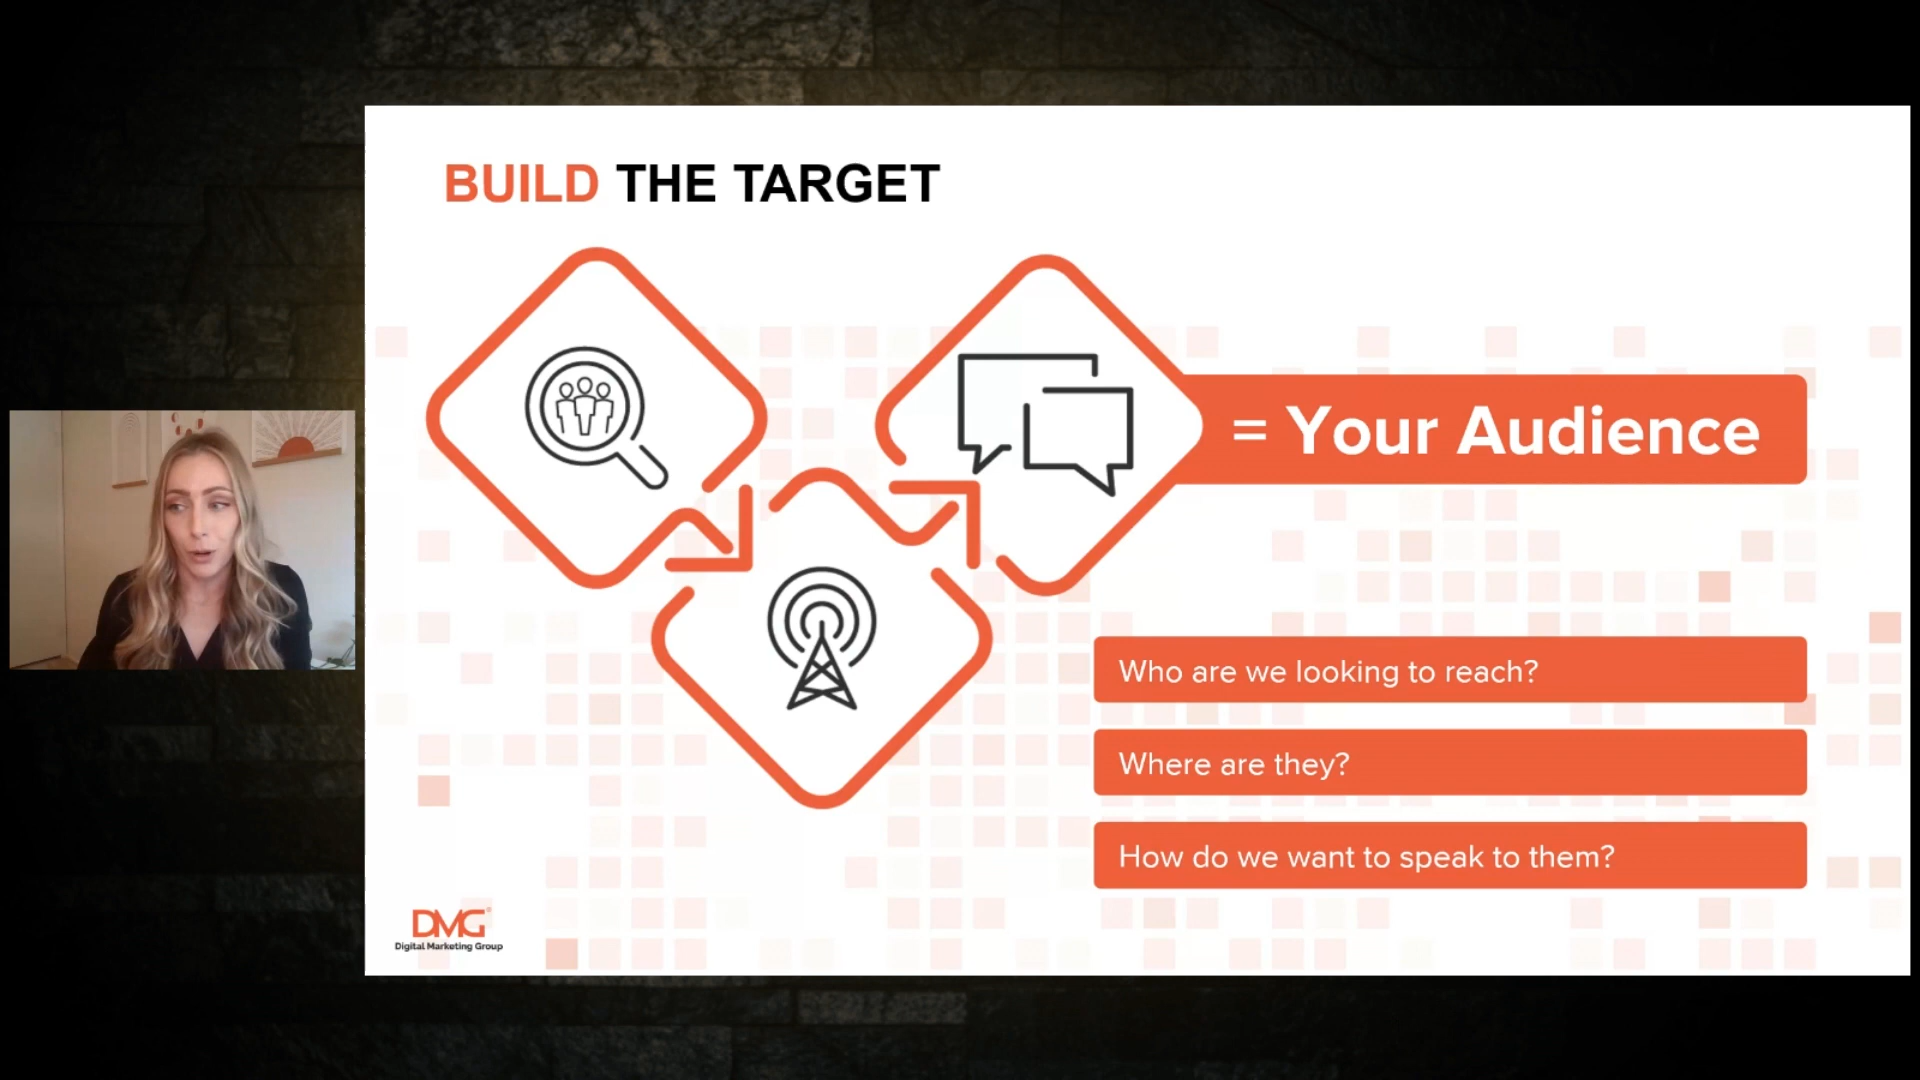 BUILD THE TARGET
= Your Audience
Who are we looking to reach?
Where are they?
How do we want to speak to them?
DMG
Digital Marketing Group